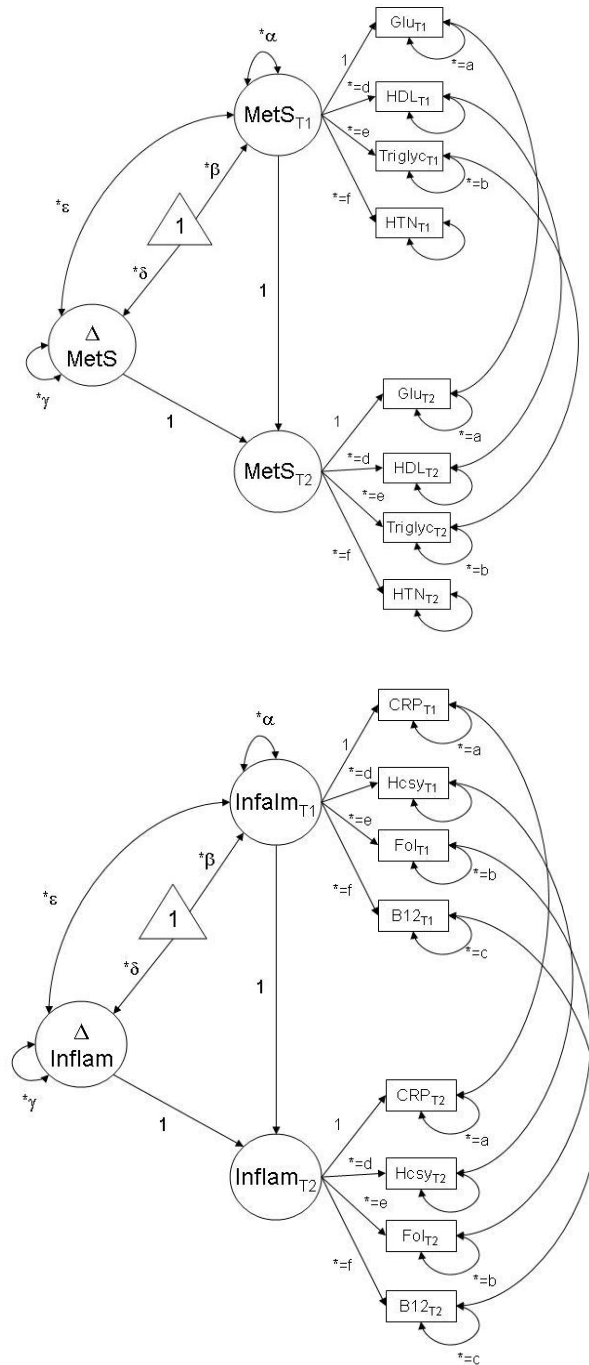 *α
Glu_T1
1
*=a
*=d
HDL_T1
MetS_T1
*=e
Triglyc_T1
*β
*=b
*ε
1
*=f
HTN_T1
*δ
1
Δ
MetS
Glu_T2
*γ
1
1
*=a
*=d
HDL_T2
MetS_T2
*=e
Triglyc_T2
*=f
*=b
HTN_T2
*α
CRP_T1
1
*=a
*=d
Hcsy_T1
Infalm_T1
*=e
Fol_T1
*β
*=b
*ε
1
*=f
B12_T1
*δ
*=c
1
Δ
Inflam
CRP_T2
*γ
1
1
*=a
*=d
Hcsy_T2
Inflam_T2
*=e
Fol_T2
*=f
*=b
B12_T2
*=c